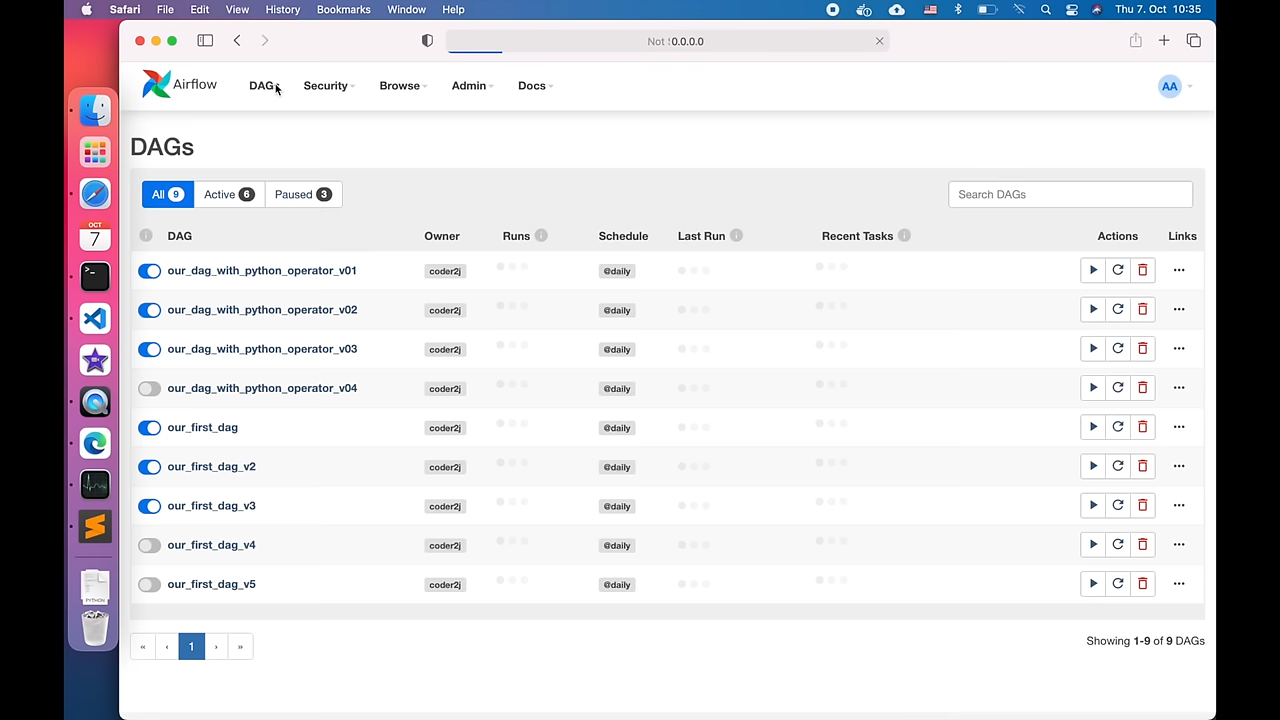 Safari File Edit View History Bookmarks Window Help Thu 7. Oct 10:35
0.0.0.0
Airflow DAGs Security Browse Admin Docs AA
DAGs
All 9 Active 6 Paused 3 Search DAGs
DAG Owner Runs Schedule Last Run Recent Tasks Actions Links
our_dag_with_python_operator_v01 coder2j @daily
our_dag_with_python_operator_v02 coder2j @daily
our_dag_with_python_operator_v03 coder2j @daily
our_dag_with_python_operator_v04 coder2j @daily
our_first_dag coder2j @daily
our_first_dag_v2 coder2j @daily
our_first_dag_v3 coder2j @daily
our_first_dag_v4 coder2j @daily
our_first_dag_v5 coder2j @daily
« ‹ 1 › » Showing 1-9 of 9 DAGs
OCT
7
PYTHON